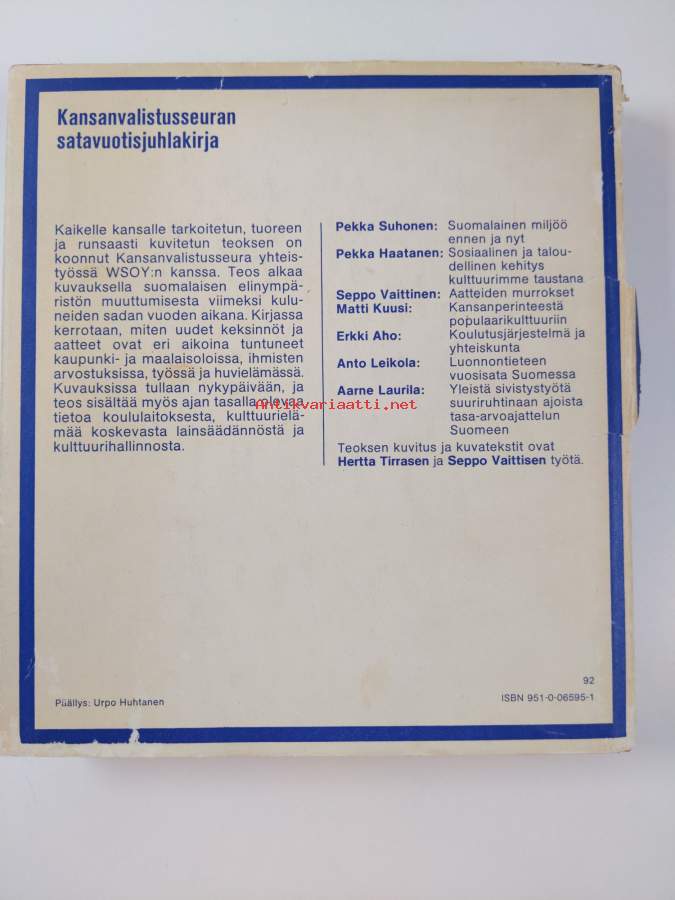 Kansanvalistusseuran
satavuotisjuhlakirja
Kaikelle kansalle tarkoitetun, tuoreen
ja runsaasti kuvitetun teoksen on
koonnut Kansanvalistusseura yhteis-
työssä WSOY:n kanssa. Teos alkaa
kuvauksella suomalaisen elinympä-
ristön muuttumisesta viimeksi kulu-
neiden sadan vuoden aikana. Kirjassa
kerrotaan, miten uudet keksinnöt ja
aatteet ovat eri aikoina tuntuneet
kaupunki- ja maalaisoloissa, ihmisten
arvostuksissa, työssä ja huvielämässä.
Kuvauksissa tullaan nykypäivään, ja
teos sisältää myös ajan tasalla olevaa
tietoa koululaitoksesta, kulttuurielä-
mää koskevasta lainsäädännöstä ja
kulttuurihallinnosta.
Pekka Suhonen: Suomalainen miljöö
ennen ja nyt
Pekka Haatanen: Sosiaalinen ja talou-
dellinen kehitys
kulttuurimme taustana
Seppo Vaittinen: Aatteiden murrokset
Matti Kuusi: Kansanperinteestä
populaarikulttuuriin
Erkki Aho: Koulutusjärjestelmä ja
yhteiskunta
Anto Leikola: Luonnontieteen
vuosisata Suomessa
Aarne Laurila: Yleistä sivistystyötä
suuriruhtinaan ajoista
tasa-arvoajattelun
Suomeen
Teoksen kuvitus ja kuvatekstit ovat
Hertta Tirrasen ja Seppo Vaittisen työtä.
Antikvariaatti.net
92
Päällys: Urpo Huhtanen
ISBN 951-0-06595-1